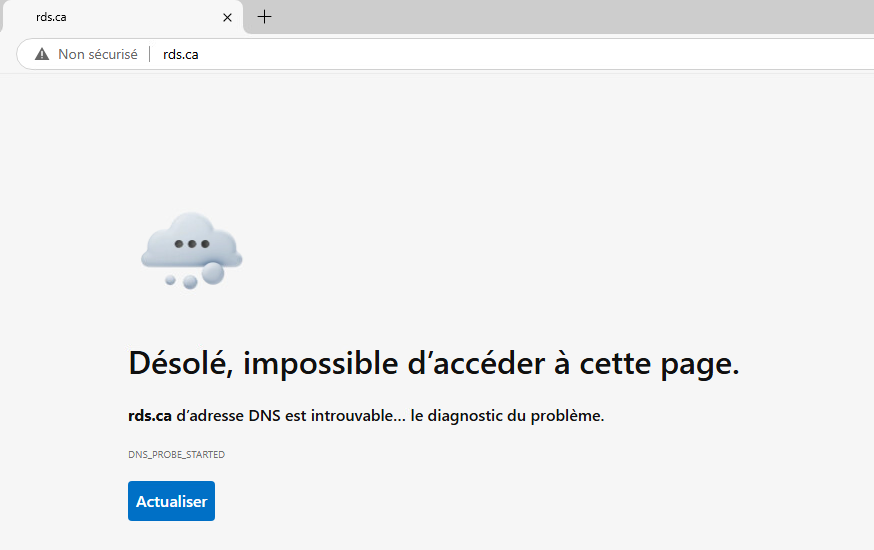 rds.ca
Non sécurisé rds.ca
Désolé, impossible d’accéder à cette page.
rds.ca d’adresse DNS est introuvable... le diagnostic du problème.
DNS_PROBE_STARTED
Actualiser